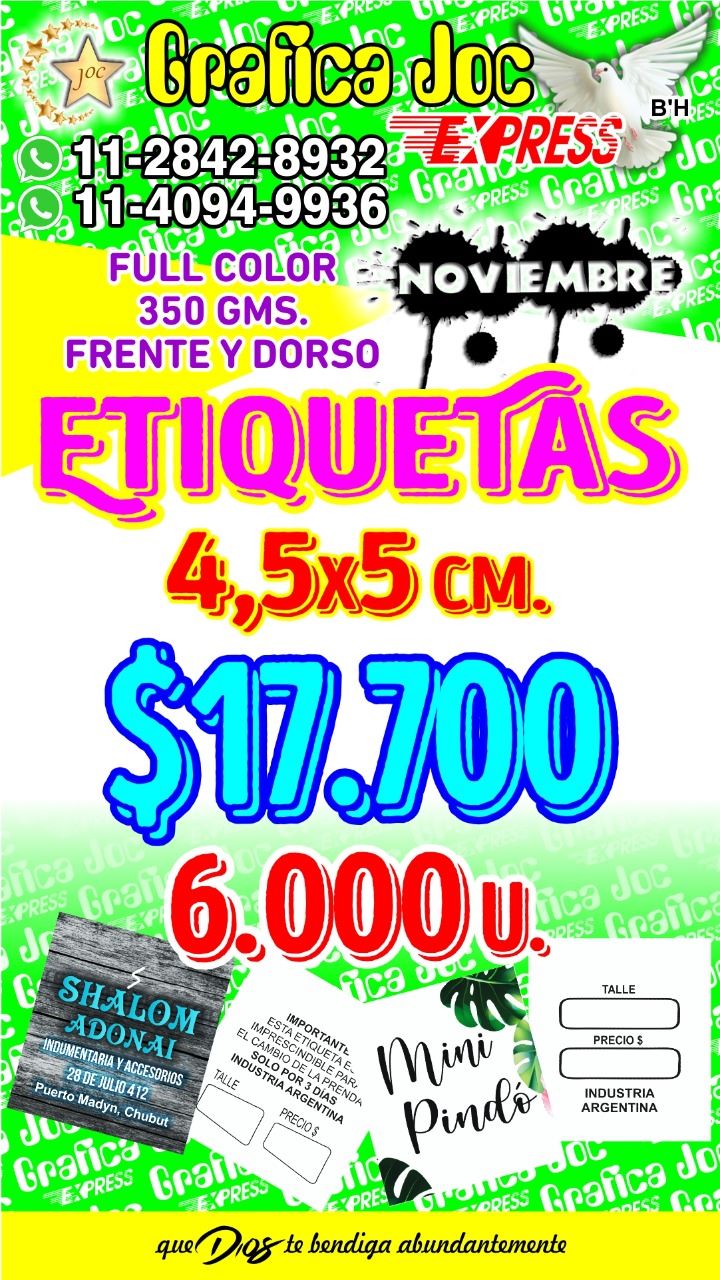 JOC
Grafica Joc
EXPRESS
B'H
11-2842-8932
11-4094-9936
NOVIEMBRE
FULL COLOR
350 GMS.
FRENTE Y DORSO
ETIQUETAS
4,5x5 CM.
$17.700
6.000 U.
SHALOM
ADONAI
INDUMENTARIA Y ACCESORIOS
28 DE JULIO 412
Puerto Madyn, Chubut
IMPORTANTE
ESTA ETIQUETA ES
IMPRESCINDIBLE PARA
EL CAMBIO DE LA PRENDA
SOLO POR 3 DÍAS
INDUSTRIA ARGENTINA
TALLE
PRECIO $
Mini
Pindó
TALLE
PRECIO $
INDUSTRIA
ARGENTINA
que Dios te bendiga abundantemente